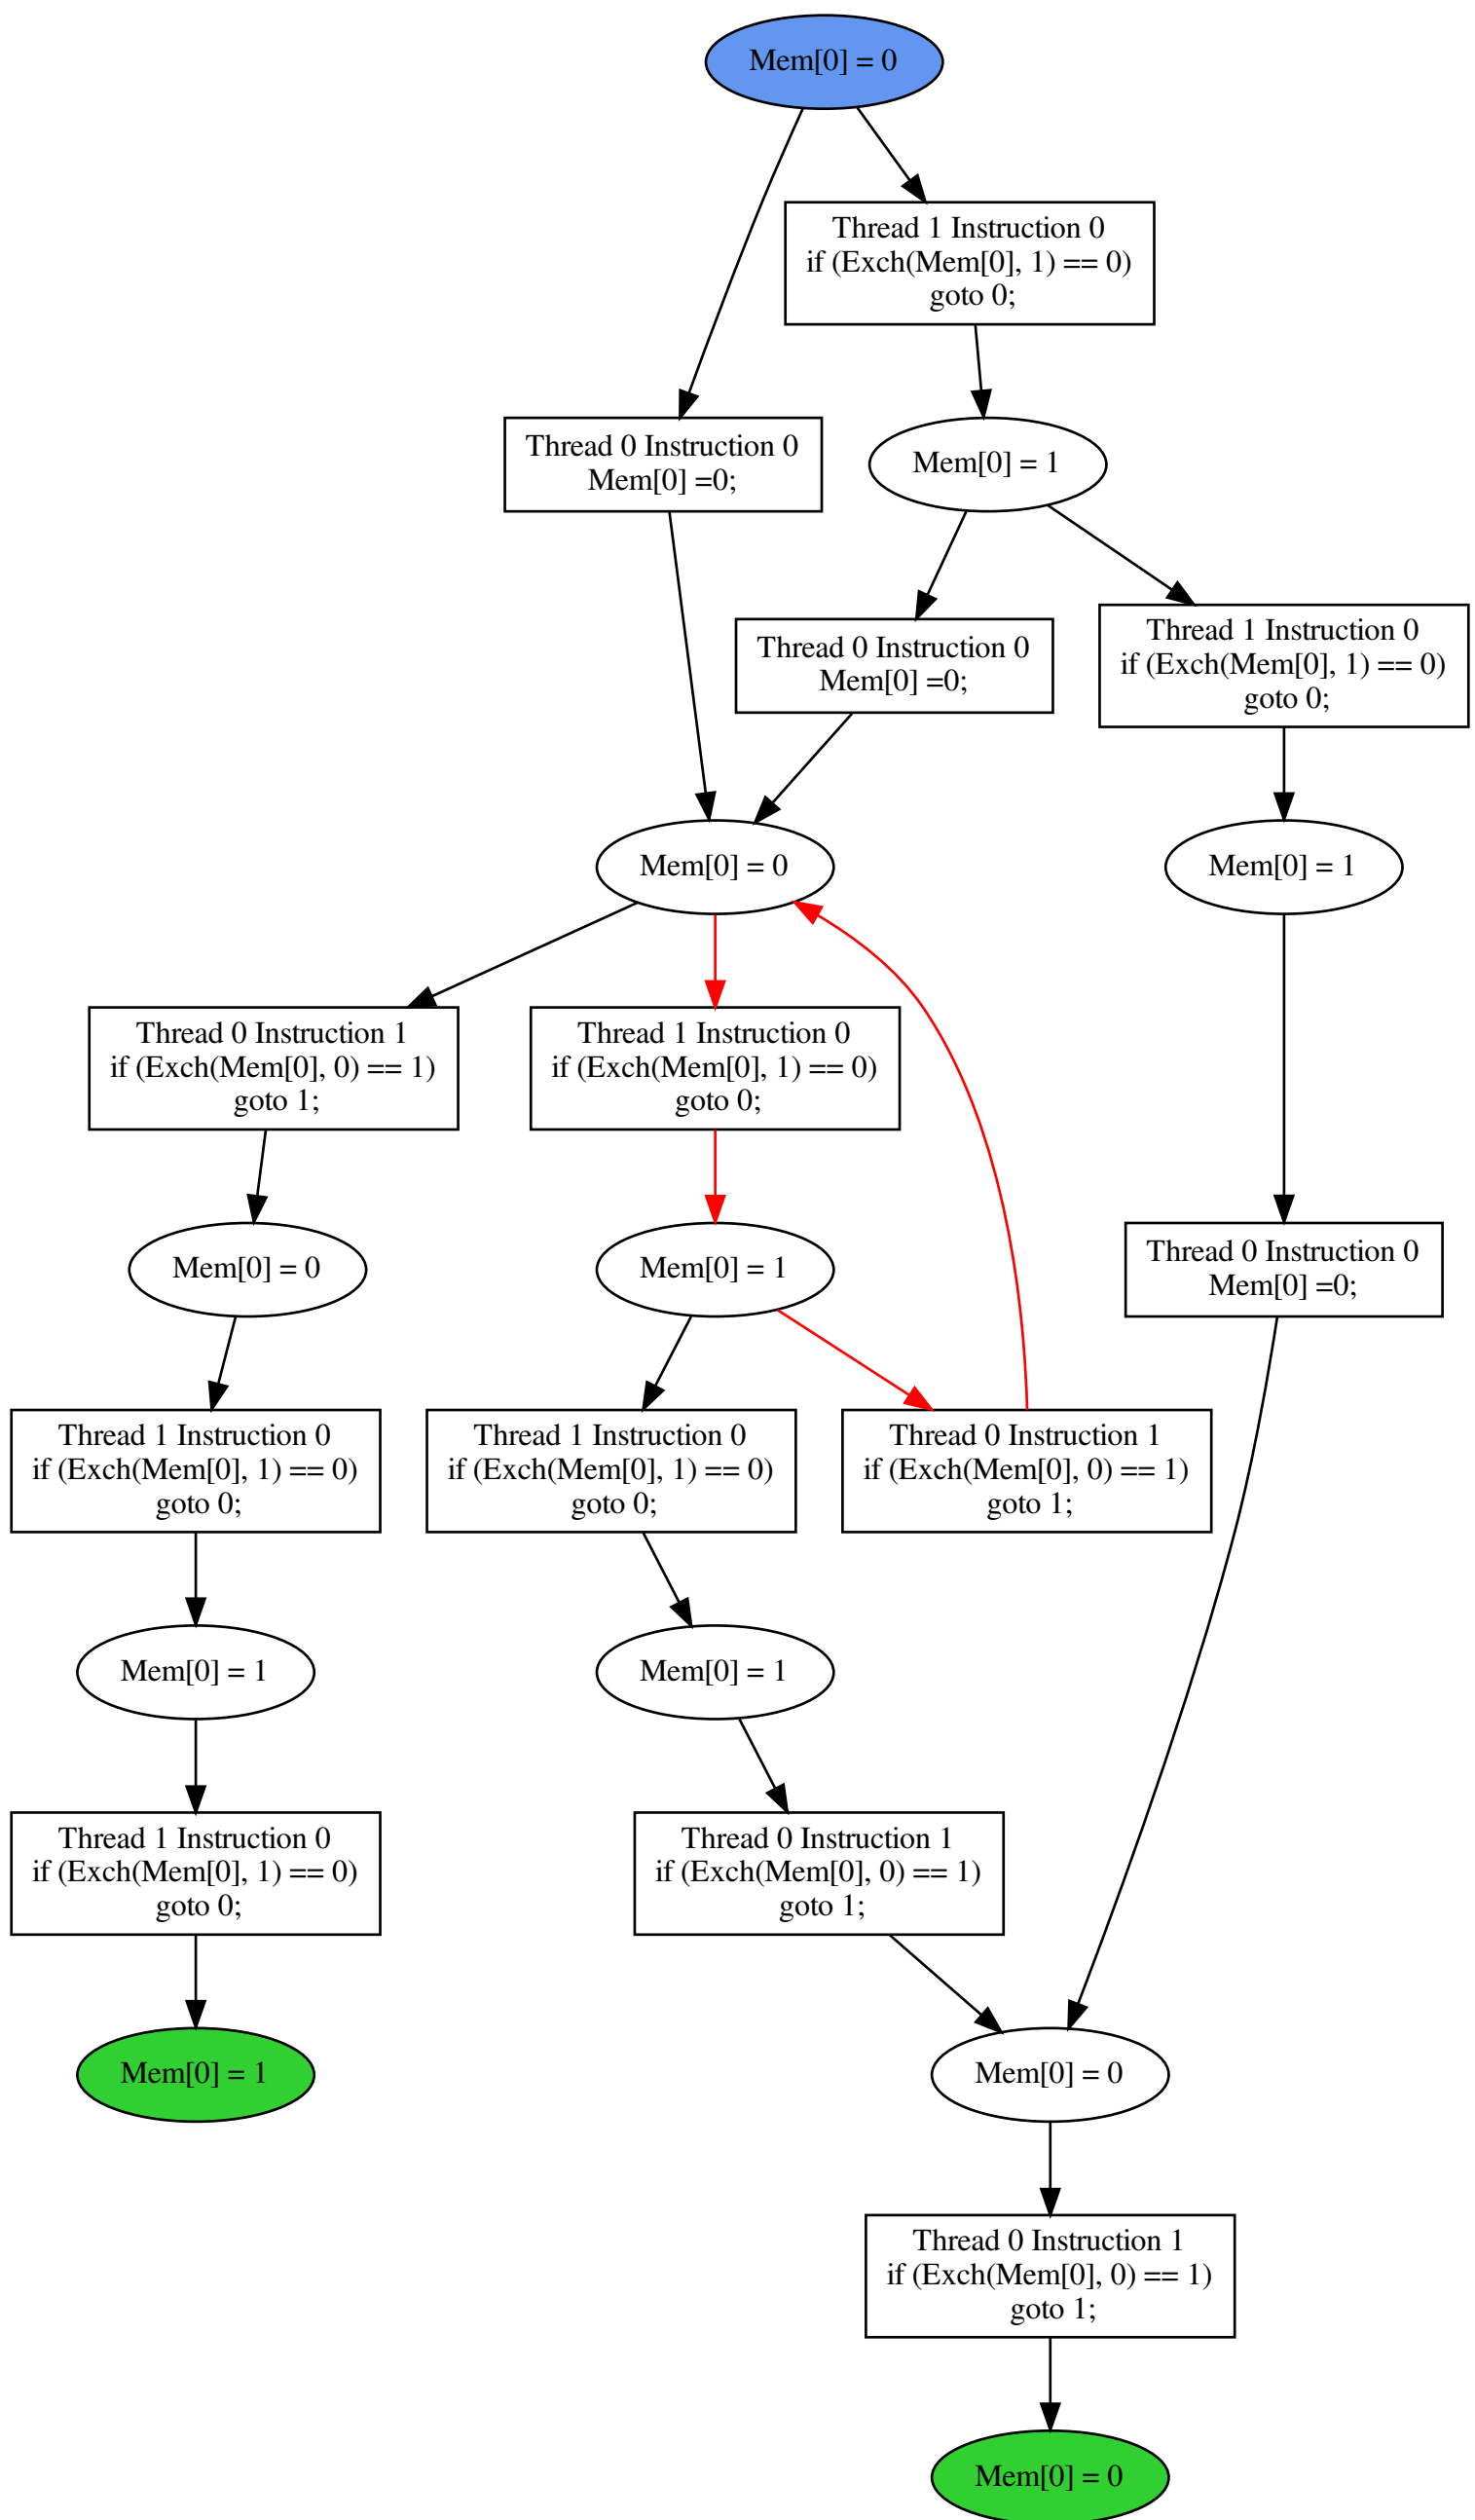 Mem[0] = 0
Thread 1 Instruction 0
if (Exch(Mem[0], 1) == 0)
goto 0;
Thread 0 Instruction 0
Mem[0] =0;
Mem[0] = 1
Thread 0 Instruction 0
Mem[0] =0;
Thread 1 Instruction 0
if (Exch(Mem[0], 1) == 0)
goto 0;
Mem[0] = 0
Mem[0] = 1
Thread 0 Instruction 1
if (Exch(Mem[0], 0) == 1)
goto 1;
Thread 1 Instruction 0
if (Exch(Mem[0], 1) == 0)
goto 0;
Mem[0] = 0
Mem[0] = 1
Thread 0 Instruction 0
Mem[0] =0;
Thread 1 Instruction 0
if (Exch(Mem[0], 1) == 0)
goto 0;
Thread 1 Instruction 0
if (Exch(Mem[0], 1) == 0)
goto 0;
Thread 0 Instruction 1
if (Exch(Mem[0], 0) == 1)
goto 1;
Mem[0] = 1
Mem[0] = 1
Thread 1 Instruction 0
if (Exch(Mem[0], 1) == 0)
goto 0;
Thread 0 Instruction 1
if (Exch(Mem[0], 0) == 1)
goto 1;
Mem[0] = 1
Mem[0] = 0
Thread 0 Instruction 1
if (Exch(Mem[0], 0) == 1)
goto 1;
Mem[0] = 0